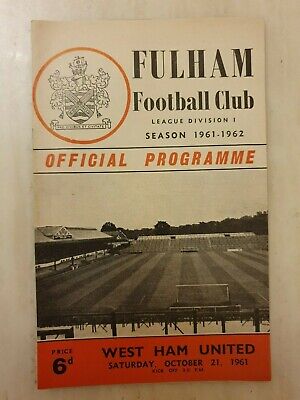 FULHAM
Football Club
LEAGUE DIVISION 1
SEASON 1961-1962
OFFICIAL PROGRAMME
PRICE
6d
WEST HAM UNITED
SATURDAY, OCTOBER 21, 1961